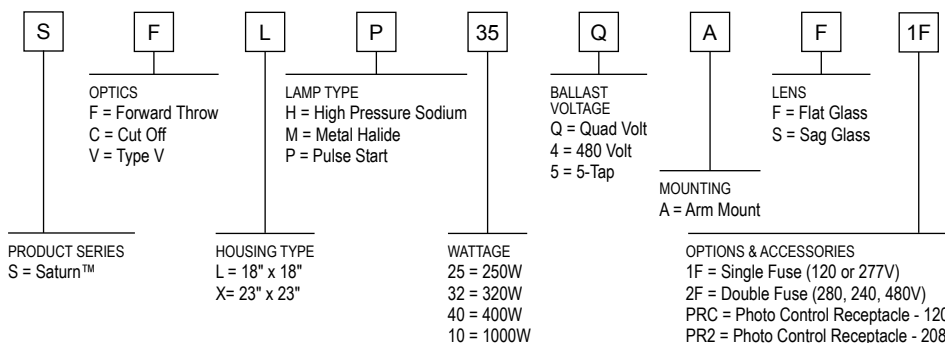 S F L P 35 Q A F 1F
OPTICS
F = Forward Throw
C = Cut Off
V = Type V
LAMP TYPE
H = High Pressure Sodium
M = Metal Halide
P = Pulse Start
BALLAST
VOLTAGE
Q = Quad Volt
4 = 480 Volt
5 = 5-Tap
LENS
F = Flat Glass
S = Sag Glass
MOUNTING
A = Arm Mount
PRODUCT SERIES
S = Saturn™
HOUSING TYPE
L = 18" x 18"
X= 23" x 23"
WATTAGE
25 = 250W
32 = 320W
40 = 400W
10 = 1000W
OPTIONS & ACCESSORIES
1F = Single Fuse (120 or 277V)
2F = Double Fuse (280, 240, 480V)
PRC = Photo Control Receptacle - 120
PR2 = Photo Control Receptacle - 208